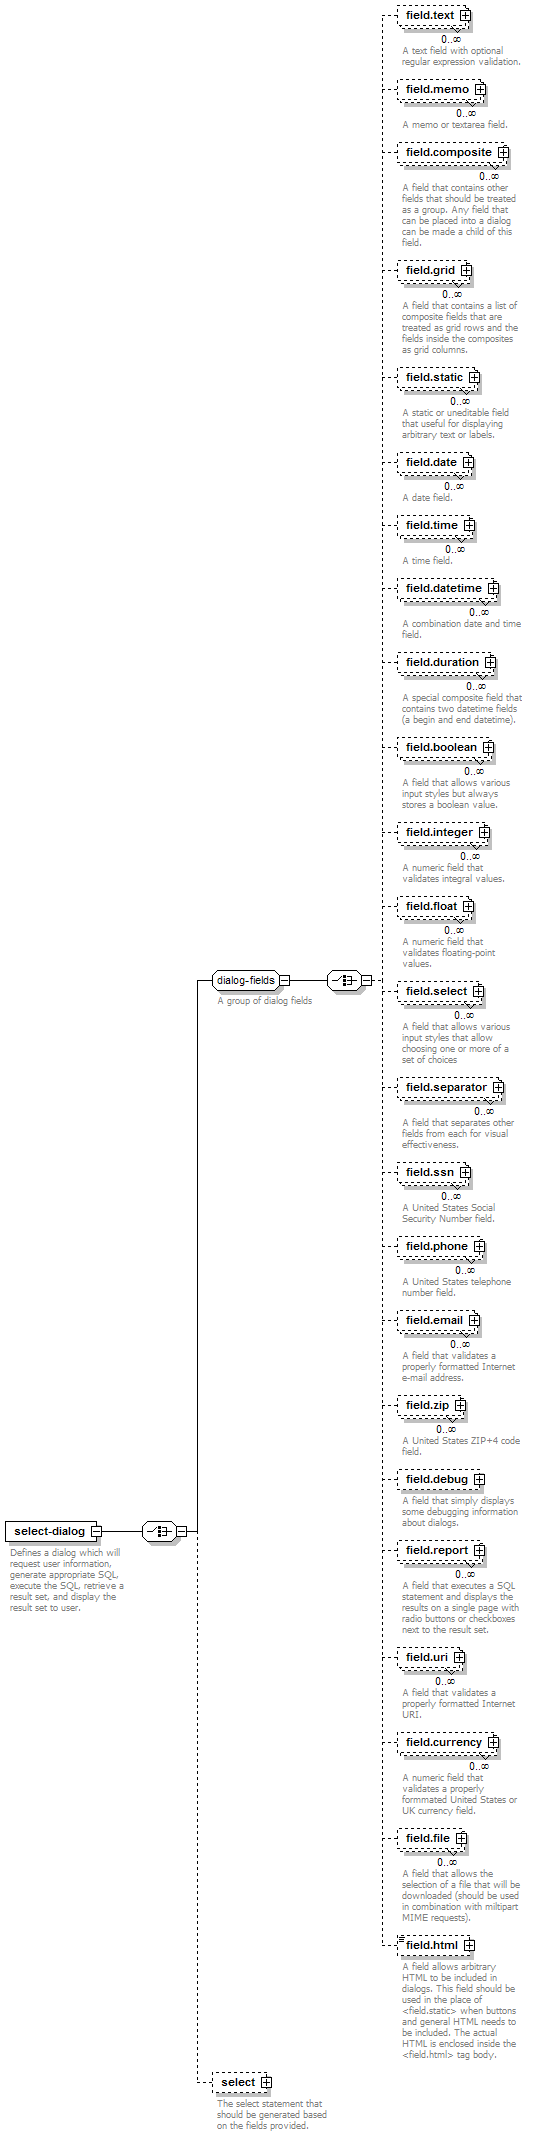 field.text
0..∞
A text field with optional
regular expression validation.
field.memo
0..∞
A memo or textarea field.
field.composite
0..∞
A field that contains other
fields that should be treated
as a group. Any field that
can be placed into a dialog
can be made a child of this
field.
field.grid
0..∞
A field that contains a list of
composite fields that are
treated as grid rows and the
fields inside the composites
as grid columns.
field.static
0..∞
A static or uneditable field
that useful for displaying
arbitrary text or labels.
field.date
0..∞
A date field.
field.time
0..∞
A time field.
field.datetime
0..∞
A combination date and time
field.
field.duration
0..∞
A special composite field that
contains two datetime fields
(a begin and end datetime).
field.boolean
0..∞
A field that allows various
input styles but always
stores a boolean value.
field.integer
0..∞
A numeric field that
validates integral values.
field.float
0..∞
A numeric field that
validates floating-point
values.
dialog-fields
A group of dialog fields
field.select
0..∞
A field that allows various
input styles that allow
choosing one or more of a
set of choices
field.separator
0..∞
A field that separates other
fields from each for visual
effectiveness.
field.ssn
0..∞
A United States Social
Security Number field.
field.phone
0..∞
A United States telephone
number field.
field.email
0..∞
A field that validates a
properly formatted Internet
e-mail address.
field.zip
0..∞
A United States ZIP+4 code
field.
field.debug
A field that simply displays
some debugging information
about dialogs.
select-dialog
Defines a dialog which will
request user information,
generate appropriate SQL,
execute the SQL, retrieve a
result set, and display the
result set to user.
field.report
0..∞
A field that executes a SQL
statement and displays the
results on a single page with
radio buttons or checkboxes
next to the result set.
field.uri
0..∞
A field that validates a
properly formatted Internet
URI.
field.currency
0..∞
A numeric field that
validates a properly
formmated United States or
UK currency field.
field.file
0..∞
A field that allows the
selection of a file that will be
downloaded (should be used
in combination with miltipart
MIME requests).
field.html
A field allows arbitrary
HTML to be included in
dialogs. This field should be
used in the place of
<field.static> when buttons
and general HTML needs to
be included. The actual
HTML is enclosed inside the
<field.html> tag body.
select
The select statement that
should be generated based
on the fields provided.